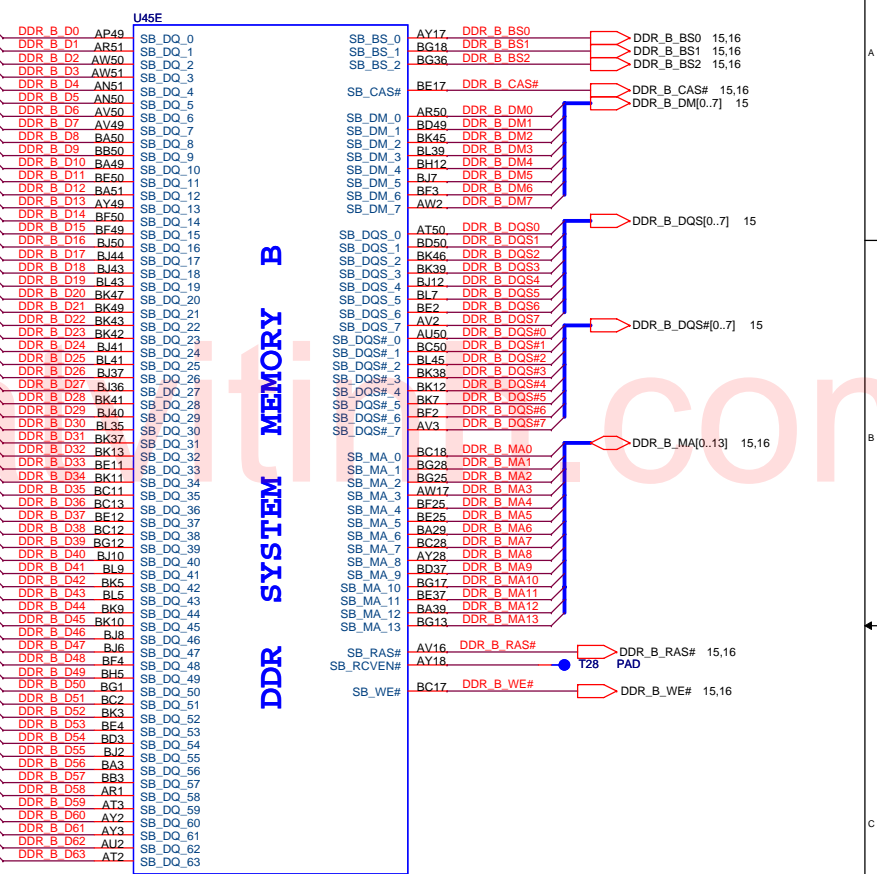 U45E
DDR_B_D0 AP49 SB_DQ_0 SB_BS_0 AY17 DDR_B_BS0 DDR_B_BS0 15,16
DDR_B_D1 AR51 SB_DQ_1 SB_BS_1 BG18 DDR_B_BS1 DDR_B_BS1 15,16
DDR_B_D2 AW50 SB_DQ_2 SB_BS_2 BG36 DDR_B_BS2 DDR_B_BS2 15,16
DDR_B_D3 AW51 SB_DQ_3
DDR_B_D4 AN51 SB_DQ_4 SB_CAS# BE17 DDR_B_CAS# DDR_B_CAS# 15,16
DDR_B_D5 AN50 SB_DQ_5 DDR_B_DM[0..7] 15
DDR_B_D6 AV50 SB_DQ_6 SB_DM_0 AR50 DDR_B_DM0
DDR_B_D7 AV49 SB_DQ_7 SB_DM_1 BD49 DDR_B_DM1
DDR_B_D8 BA50 SB_DQ_8 SB_DM_2 BK45 DDR_B_DM2
DDR_B_D9 BB50 SB_DQ_9 SB_DM_3 BL39 DDR_B_DM3
DDR_B_D10 BA49 SB_DQ_10 SB_DM_4 BH12 DDR_B_DM4
DDR_B_D11 BE50 SB_DQ_11 SB_DM_5 BJ7 DDR_B_DM5
DDR_B_D12 BA51 SB_DQ_12 SB_DM_6 BF3 DDR_B_DM6
DDR_B_D13 AY49 SB_DQ_13 SB_DM_7 AW2 DDR_B_DM7
DDR_B_D14 BF50 SB_DQ_14 DDR_B_DQS[0..7] 15
DDR_B_D15 BF49 SB_DQ_15 SB_DQS_0 AT50 DDR_B_DQS0
DDR_B_D16 BJ50 SB_DQ_16 SB_DQS_1 BD50 DDR_B_DQS1
DDR_B_D17 BJ44 SB_DQ_17 SB_DQS_2 BK46 DDR_B_DQS2
DDR_B_D18 BJ43 SB_DQ_18 SB_DQS_3 BK39 DDR_B_DQS3
DDR_B_D19 BL43 SB_DQ_19 SB_DQS_4 BJ12 DDR_B_DQS4
DDR_B_D20 BK47 SB_DQ_20 SB_DQS_5 BL7 DDR_B_DQS5
DDR_B_D21 BK49 SB_DQ_21 SB_DQS_6 BE2 DDR_B_DQS6
DDR_B_D22 BK43 SB_DQ_22 SB_DQS_7 AV2 DDR_B_DQS7 DDR_B_DQS#[0..7] 15
DDR_B_D23 BK42 SB_DQ_23 SB_DQS#_0 AU50 DDR_B_DQS#0
DDR_B_D24 BJ41 SB_DQ_24 SB_DQS#_1 BC50 DDR_B_DQS#1
DDR_B_D25 BL41 SB_DQ_25 SB_DQS#_2 BL45 DDR_B_DQS#2
DDR_B_D26 BJ37 SB_DQ_26 SB_DQS#_3 BK38 DDR_B_DQS#3
DDR_B_D27 BJ36 SB_DQ_27 SB_DQS#_4 BK12 DDR_B_DQS#4
DDR_B_D28 BK41 SB_DQ_28 SB_DQS#_5 BK7 DDR_B_DQS#5
DDR_B_D29 BJ40 SB_DQ_29 SB_DQS#_6 BF2 DDR_B_DQS#6
DDR_B_D30 BL35 SB_DQ_30 SB_DQS#_7 AV3 DDR_B_DQS#7
DDR_B_D31 BK37 SB_DQ_31 DDR_B_MA[0..13] 15,16
DDR_B_D32 BK13 SB_DQ_32 SB_MA_0 BC18 DDR_B_MA0
DDR_B_D33 BE11 SB_DQ_33 SB_MA_1 BG28 DDR_B_MA1
DDR_B_D34 BK11 SB_DQ_34 SB_MA_2 BG25 DDR_B_MA2
DDR_B_D35 BC11 SB_DQ_35 SB_MA_3 AW17 DDR_B_MA3
DDR_B_D36 BC13 SB_DQ_36 SB_MA_4 BF25 DDR_B_MA4
DDR_B_D37 BE12 SB_DQ_37 SB_MA_5 BE25 DDR_B_MA5
DDR_B_D38 BC12 SB_DQ_38 SB_MA_6 BA29 DDR_B_MA6
DDR_B_D39 BG12 SB_DQ_39 SB_MA_7 BC28 DDR_B_MA7
DDR_B_D40 BJ10 SB_DQ_40 SB_MA_8 AY28 DDR_B_MA8
DDR_B_D41 BL9 SB_DQ_41 SB_MA_9 BD37 DDR_B_MA9
DDR_B_D42 BK5 SB_DQ_42 SB_MA_10 BG17 DDR_B_MA10
DDR_B_D43 BL5 SB_DQ_43 SB_MA_11 BE37 DDR_B_MA11
DDR_B_D44 BK9 SB_DQ_44 SB_MA_12 BA39 DDR_B_MA12
DDR_B_D45 BK10 SB_DQ_45 SB_MA_13 BG13 DDR_B_MA13
DDR_B_D46 BJ8 SB_DQ_46
DDR_B_D47 BJ6 SB_DQ_47 SB_RAS# AV16 DDR_B_RAS# DDR_B_RAS# 15,16
DDR_B_D48 BF4 SB_DQ_48 SB_RCVEN# AY18 T28 PAD
DDR_B_D49 BH5 SB_DQ_49
DDR_B_D50 BG1 SB_DQ_50 SB_WE# BC17 DDR_B_WE# DDR_B_WE# 15,16
DDR_B_D51 BC2 SB_DQ_51
DDR_B_D52 BK3 SB_DQ_52
DDR_B_D53 BE4 SB_DQ_53
DDR_B_D54 BD3 SB_DQ_54
DDR_B_D55 BJ2 SB_DQ_55
DDR_B_D56 BA3 SB_DQ_56
DDR_B_D57 BB3 SB_DQ_57
DDR_B_D58 AR1 SB_DQ_58
DDR_B_D59 AT3 SB_DQ_59
DDR_B_D60 AY2 SB_DQ_60
DDR_B_D61 AY3 SB_DQ_61
DDR_B_D62 AU2 SB_DQ_62
DDR_B_D63 AT2 SB_DQ_63
DDR SYSTEM MEMORY B
A
B
C